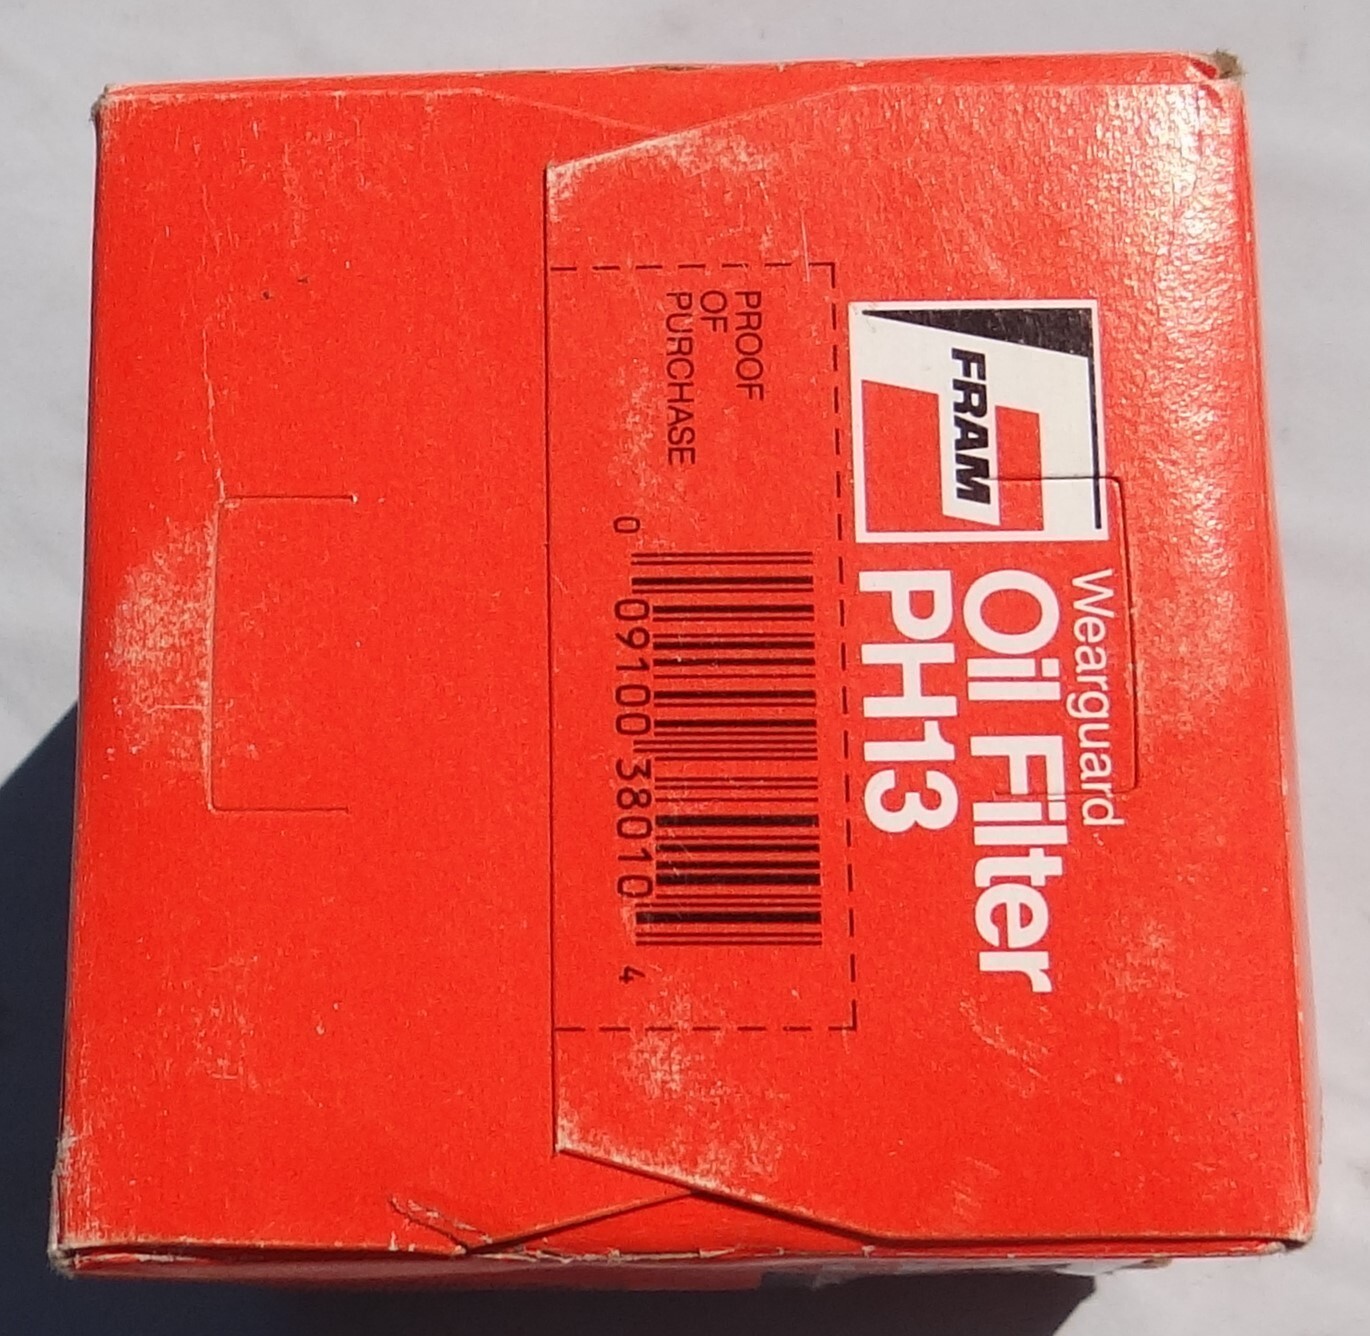 FRAM
Wearguard
Oil Filter
PH13
PROOF
OF
PURCHASE
0 09100 38010 4